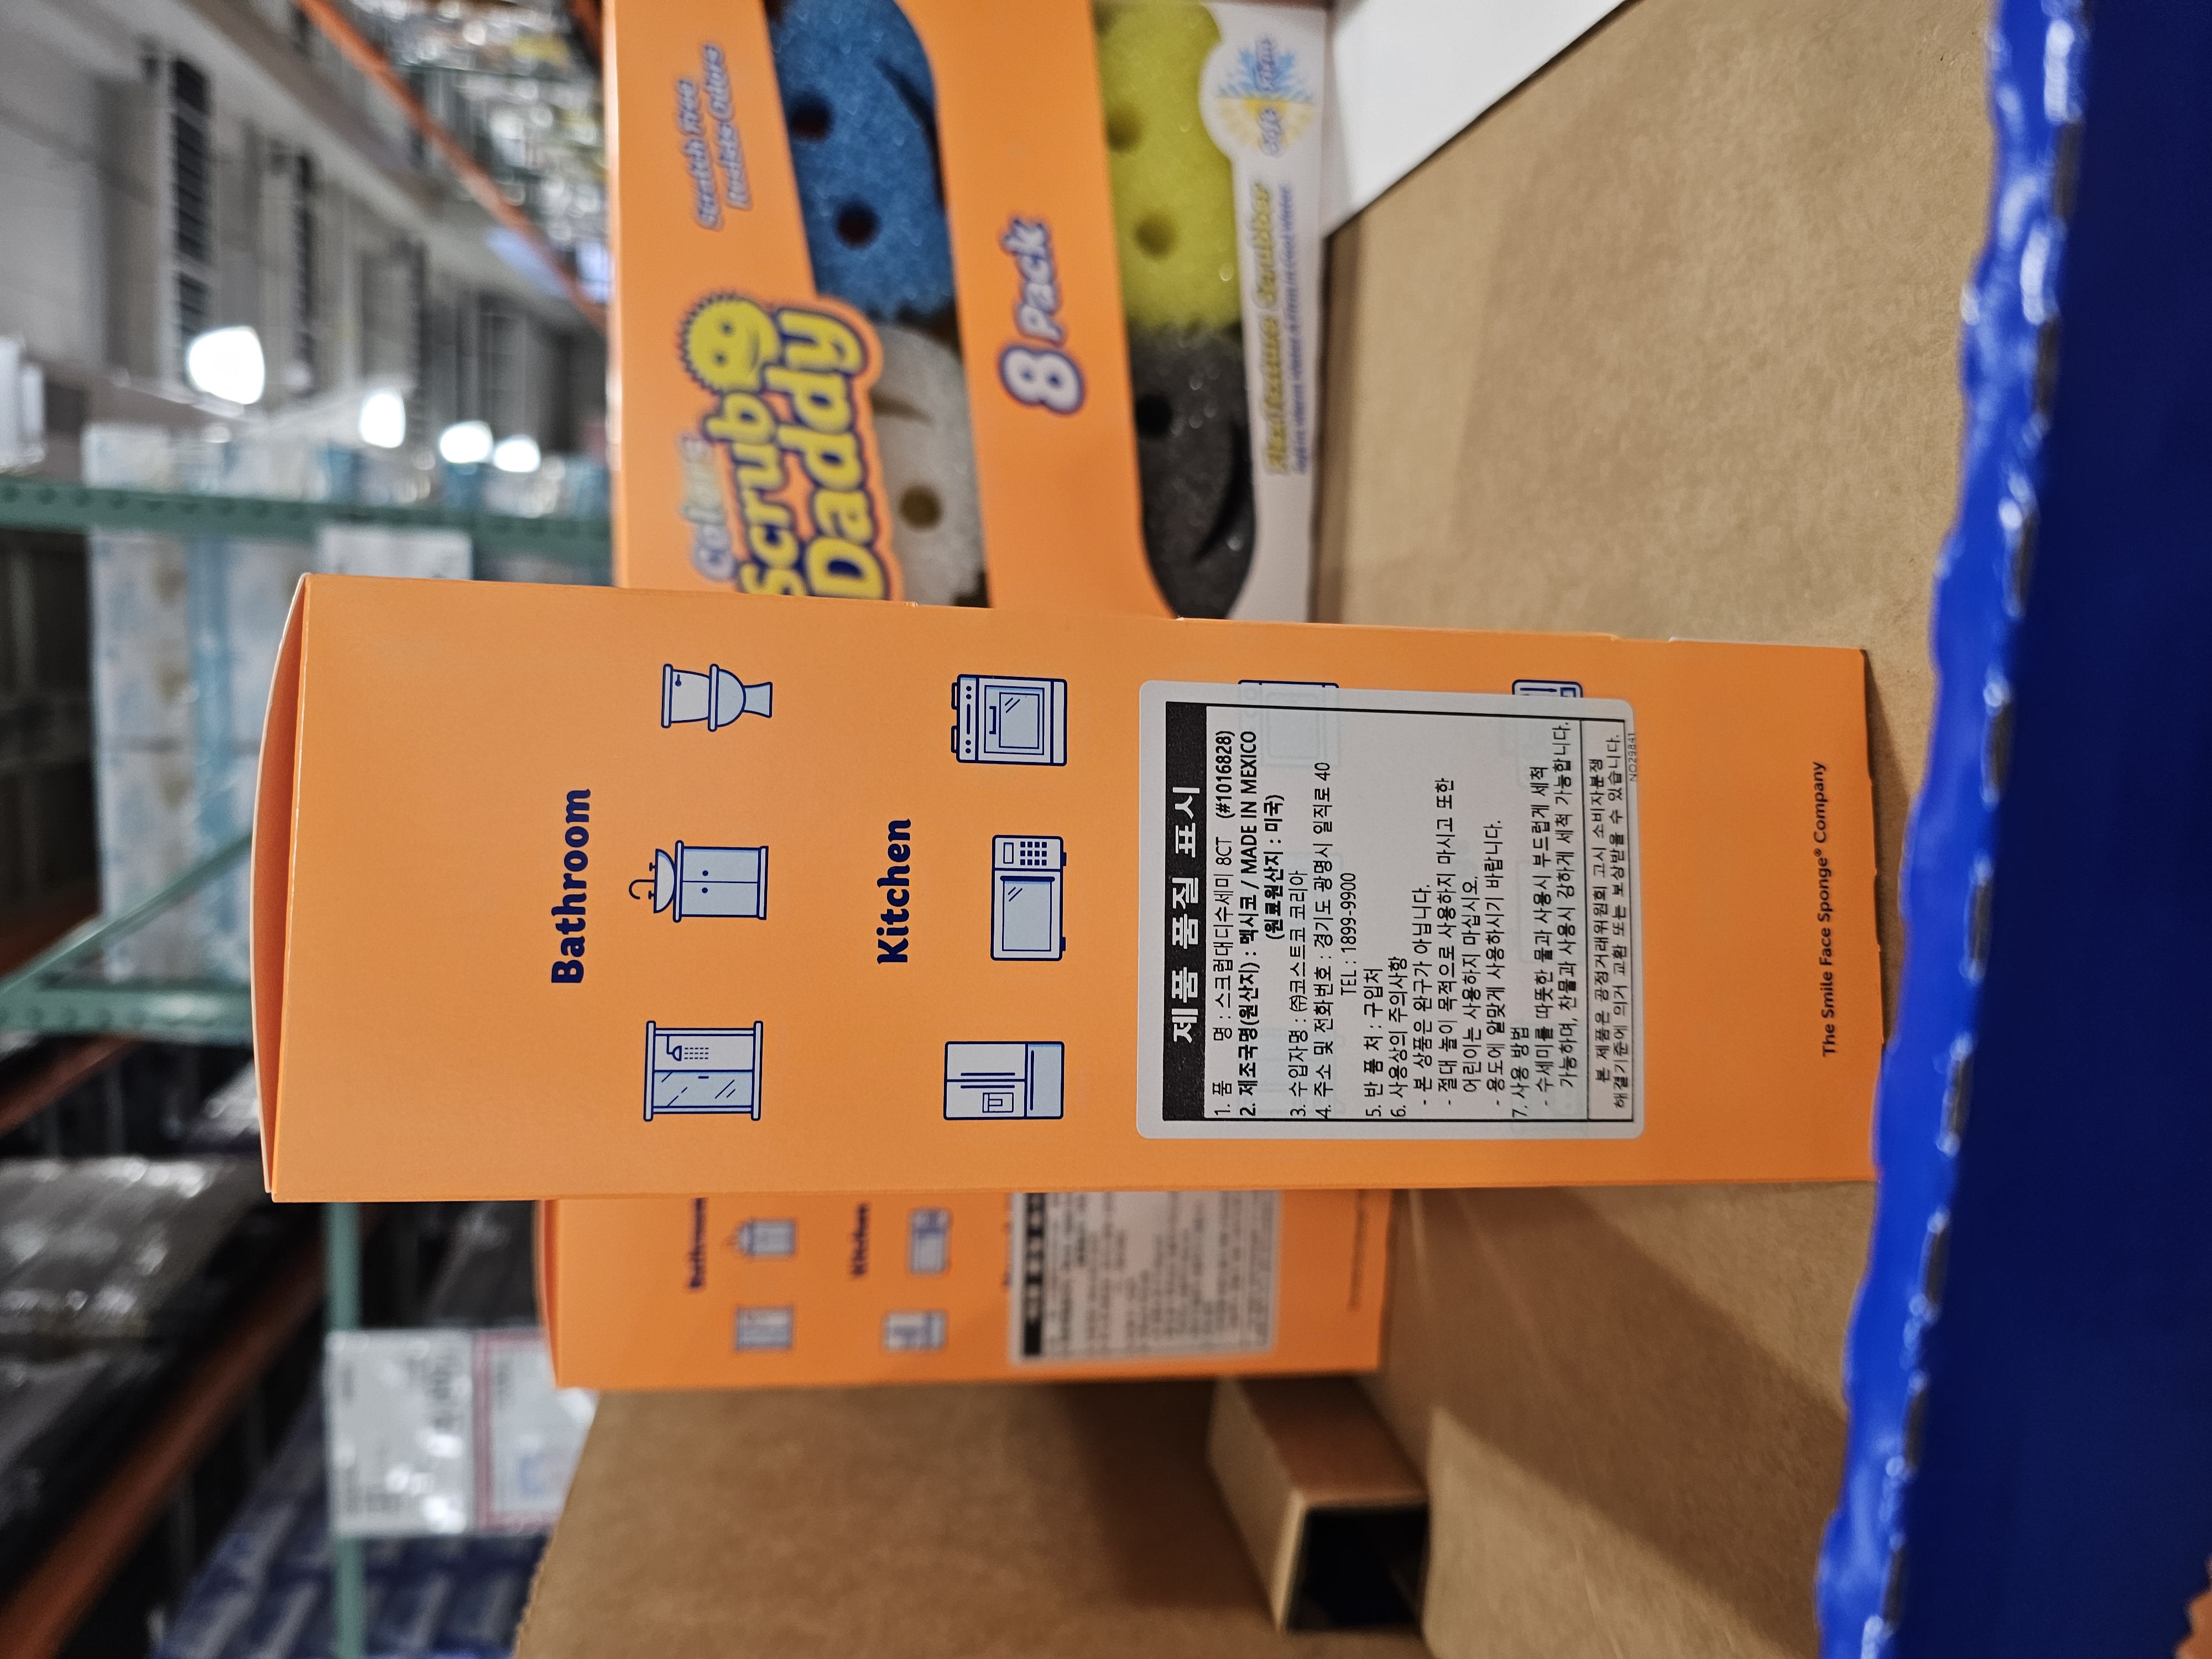 Scratch Free
Resists Odors
Colors
Scrub
Daddy
8 Pack
Soft Firm
Bathroom
Kitchen
제품 품질 표시
1. 품 명 : 스크럽대디수세미 8CT (#1016828)
2. 제조국명(원산지) : 멕시코 / MADE IN MEXICO
(원료원산지 : 미국)
3. 수입자명 : ㈜코스트코 코리아
4. 주소 및 전화번호 : 경기도 광명시 일직로 40
TEL : 1899-9900
5. 반 품 처 : 구입처
6. 사용상의 주의사항
- 본 상품은 완구가 아닙니다.
- 절대 놀이 목적으로 사용하지 마시고 또한
어린이는 사용하지 마십시오.
- 용도에 알맞게 사용하시기 바랍니다.
7. 사용 방법
- 수세미를 따뜻한 물과 사용시 부드럽게 세척
가능하며, 찬물과 사용시 강하게 세척 가능합니다.
본 제품은 공정거래위원회 고시 소비자분쟁
해결기준에 의거 교환 또는 보상받을 수 있습니다.
NO29841
The Smile Face Sponge® Company
Bathroom
Kitchen